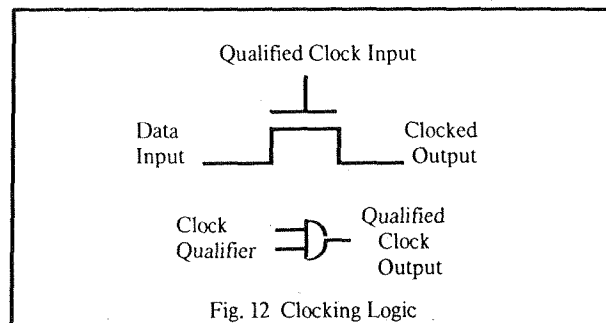 Qualified Clock Input
Data
Input
Clocked
Output
Clock
Qualifier
Qualified
Clock
Output
Fig. 12 Clocking Logic